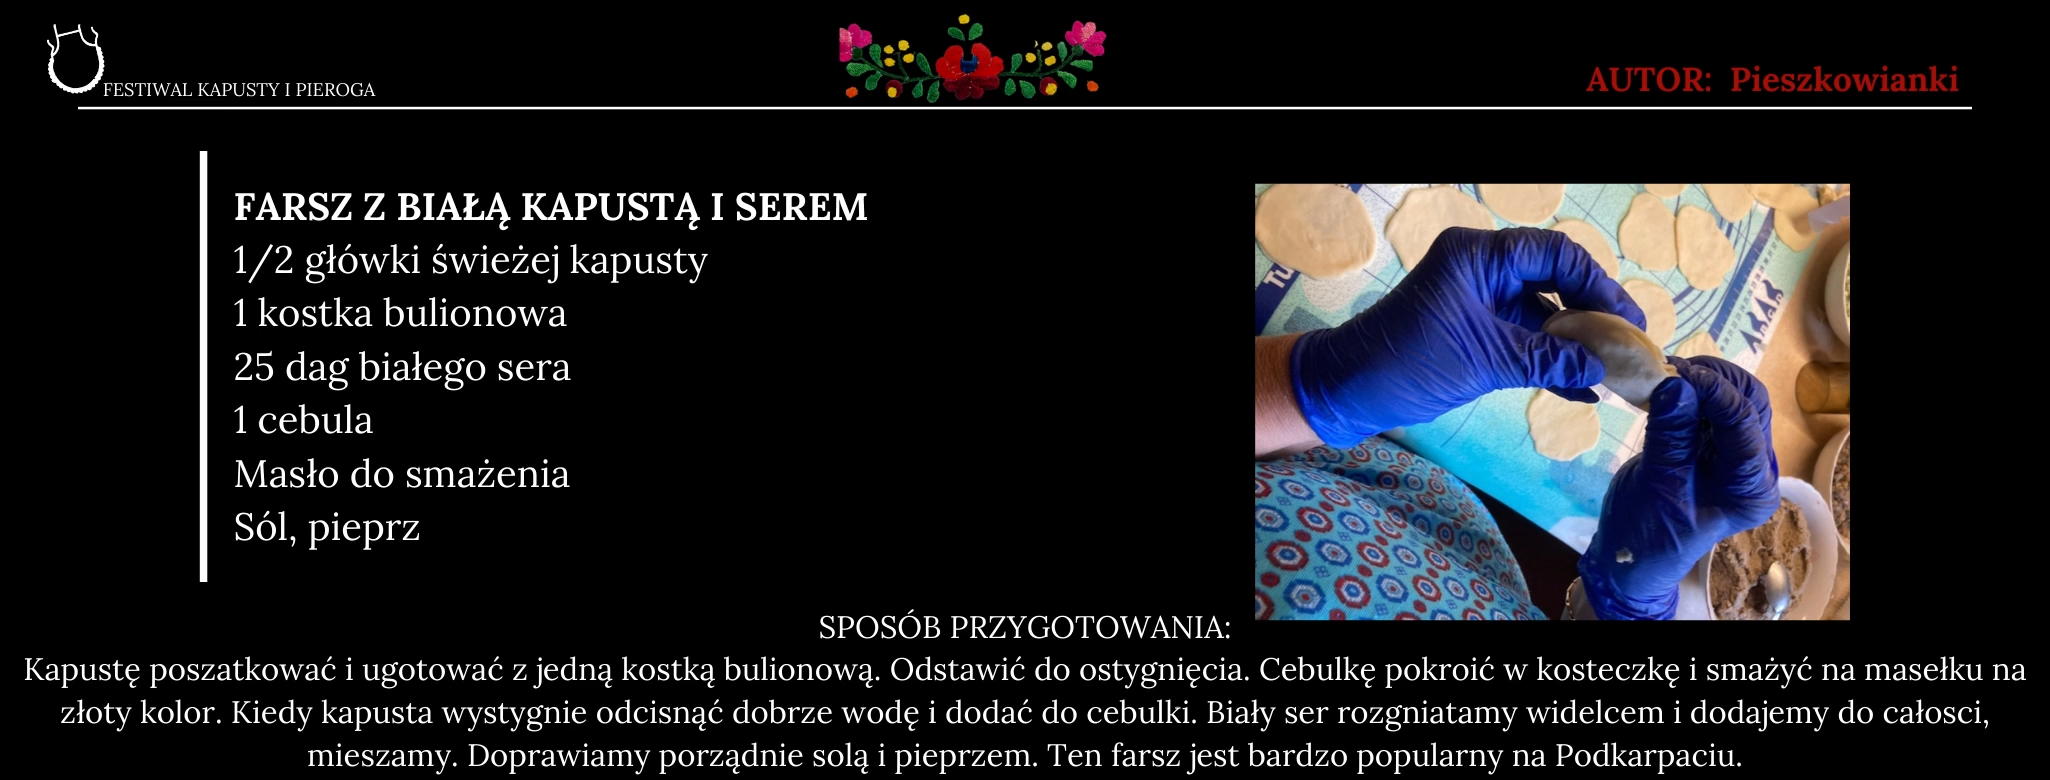 FESTIWAL KAPUSTY I PIEROGA
AUTOR: Pieszkowianki
FARSZ Z BIAŁĄ KAPUSTĄ I SEREM
1/2 główki świeżej kapusty
1 kostka bulionowa
25 dag białego sera
1 cebula
Masło do smażenia
Sól, pieprz
SPOSÓB PRZYGOTOWANIA:
Kapustę poszatkować i ugotować z jedną kostką bulionową. Odstawić do ostygnięcia. Cebulkę pokroić w kosteczkę i smażyć na masełku na
złoty kolor. Kiedy kapusta wystygnie odcisnąć dobrze wodę i dodać do cebulki. Biały ser rozgniatamy widelcem i dodajemy do całosci,
mieszamy. Doprawiamy porządnie solą i pieprzem. Ten farsz jest bardzo popularny na Podkarpaciu.